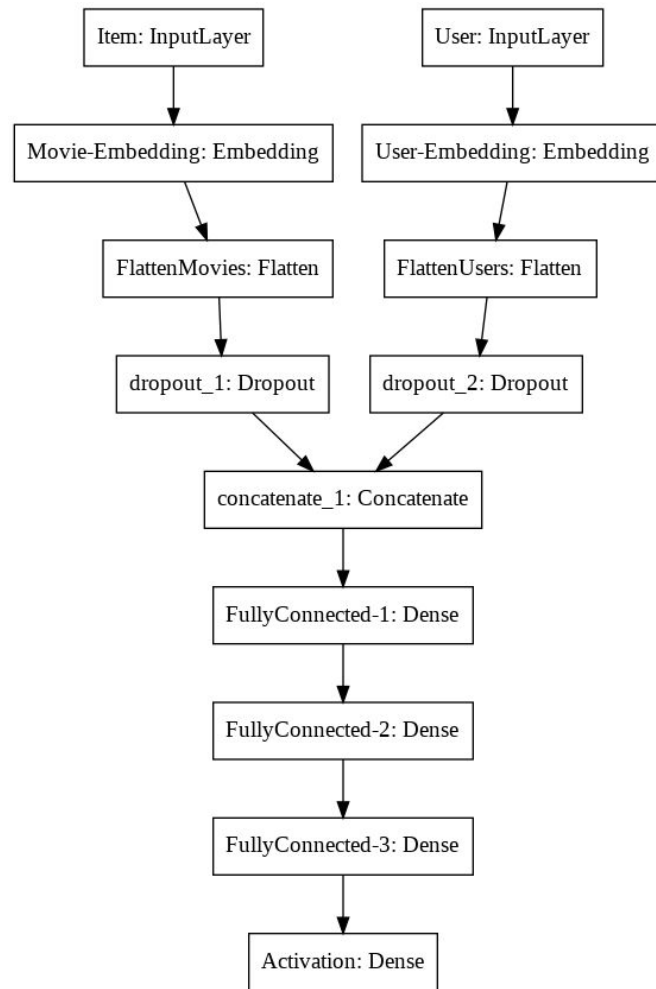 Item: InputLayer
User: InputLayer
Movie-Embedding: Embedding
User-Embedding: Embedding
FlattenMovies: Flatten
FlattenUsers: Flatten
dropout_1: Dropout
dropout_2: Dropout
concatenate_1: Concatenate
FullyConnected-1: Dense
FullyConnected-2: Dense
FullyConnected-3: Dense
Activation: Dense